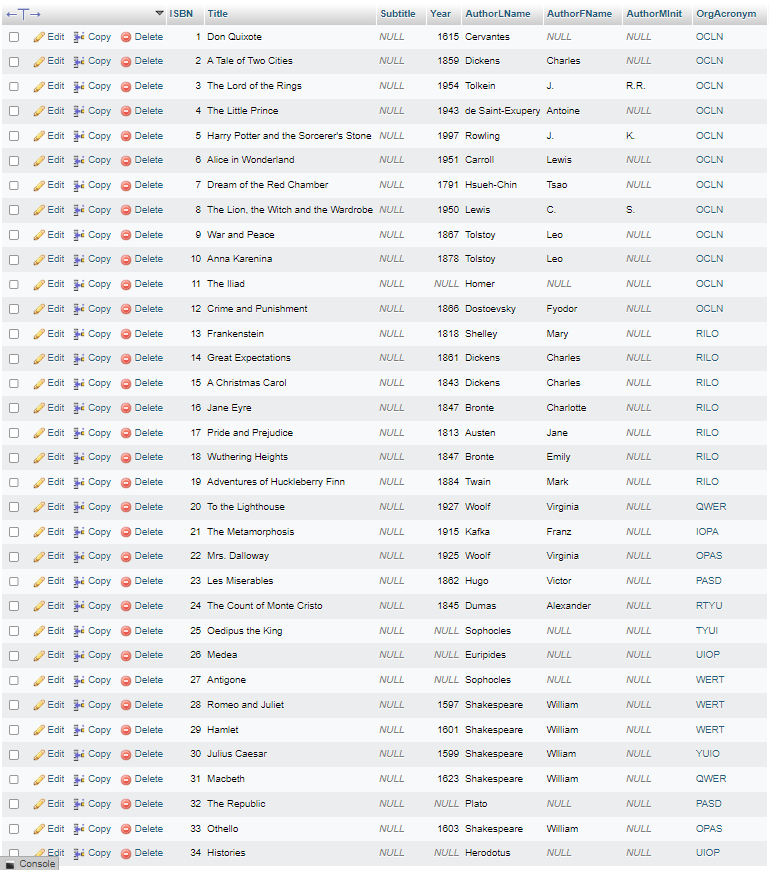 ←T→ ISBN Title Subtitle Year AuthorLName AuthorFName AuthorMInit OrgAcronym
Edit Copy Delete 1 Don Quixote NULL 1615 Cervantes NULL NULL OCLN
Edit Copy Delete 2 A Tale of Two Cities NULL 1859 Dickens Charles NULL OCLN
Edit Copy Delete 3 The Lord of the Rings NULL 1954 Tolkein J. R.R. OCLN
Edit Copy Delete 4 The Little Prince NULL 1943 de Saint-Exupery Antoine NULL OCLN
Edit Copy Delete 5 Harry Potter and the Sorcerer's Stone NULL 1997 Rowling J. K. OCLN
Edit Copy Delete 6 Alice in Wonderland NULL 1951 Carroll Lewis NULL OCLN
Edit Copy Delete 7 Dream of the Red Chamber NULL 1791 Hsueh-Chin Tsao NULL OCLN
Edit Copy Delete 8 The Lion, the Witch and the Wardrobe NULL 1950 Lewis C. S. OCLN
Edit Copy Delete 9 War and Peace NULL 1867 Tolstoy Leo NULL OCLN
Edit Copy Delete 10 Anna Karenina NULL 1878 Tolstoy Leo NULL OCLN
Edit Copy Delete 11 The Iliad NULL NULL Homer NULL NULL OCLN
Edit Copy Delete 12 Crime and Punishment NULL 1866 Dostoevsky Fyodor NULL OCLN
Edit Copy Delete 13 Frankenstein NULL 1818 Shelley Mary NULL RILO
Edit Copy Delete 14 Great Expectations NULL 1861 Dickens Charles NULL RILO
Edit Copy Delete 15 A Christmas Carol NULL 1843 Dickens Charles NULL RILO
Edit Copy Delete 16 Jane Eyre NULL 1847 Bronte Charlotte NULL RILO
Edit Copy Delete 17 Pride and Prejudice NULL 1813 Austen Jane NULL RILO
Edit Copy Delete 18 Wuthering Heights NULL 1847 Bronte Emily NULL RILO
Edit Copy Delete 19 Adventures of Huckleberry Finn NULL 1884 Twain Mark NULL RILO
Edit Copy Delete 20 To the Lighthouse NULL 1927 Woolf Virginia NULL QWER
Edit Copy Delete 21 The Metamorphosis NULL 1915 Kafka Franz NULL IOPA
Edit Copy Delete 22 Mrs. Dalloway NULL 1925 Woolf Virginia NULL OPAS
Edit Copy Delete 23 Les Miserables NULL 1862 Hugo Victor NULL PASD
Edit Copy Delete 24 The Count of Monte Cristo NULL 1845 Dumas Alexander NULL RTYU
Edit Copy Delete 25 Oedipus the King NULL NULL Sophocles NULL NULL TYUI
Edit Copy Delete 26 Medea NULL NULL Euripides NULL NULL UIOP
Edit Copy Delete 27 Antigone NULL NULL Sophocles NULL NULL WERT
Edit Copy Delete 28 Romeo and Juliet NULL 1597 Shakespeare William NULL WERT
Edit Copy Delete 29 Hamlet NULL 1601 Shakespeare William NULL WERT
Edit Copy Delete 30 Julius Caesar NULL 1599 Shakespeare Wlliam NULL YUIO
Edit Copy Delete 31 Macbeth NULL 1623 Shakespeare William NULL QWER
Edit Copy Delete 32 The Republic NULL NULL Plato NULL NULL PASD
Edit Copy Delete 33 Othello NULL 1603 Shakespeare William NULL OPAS
Edit Copy Delete 34 Histories NULL NULL Herodotus NULL NULL UIOP
Console